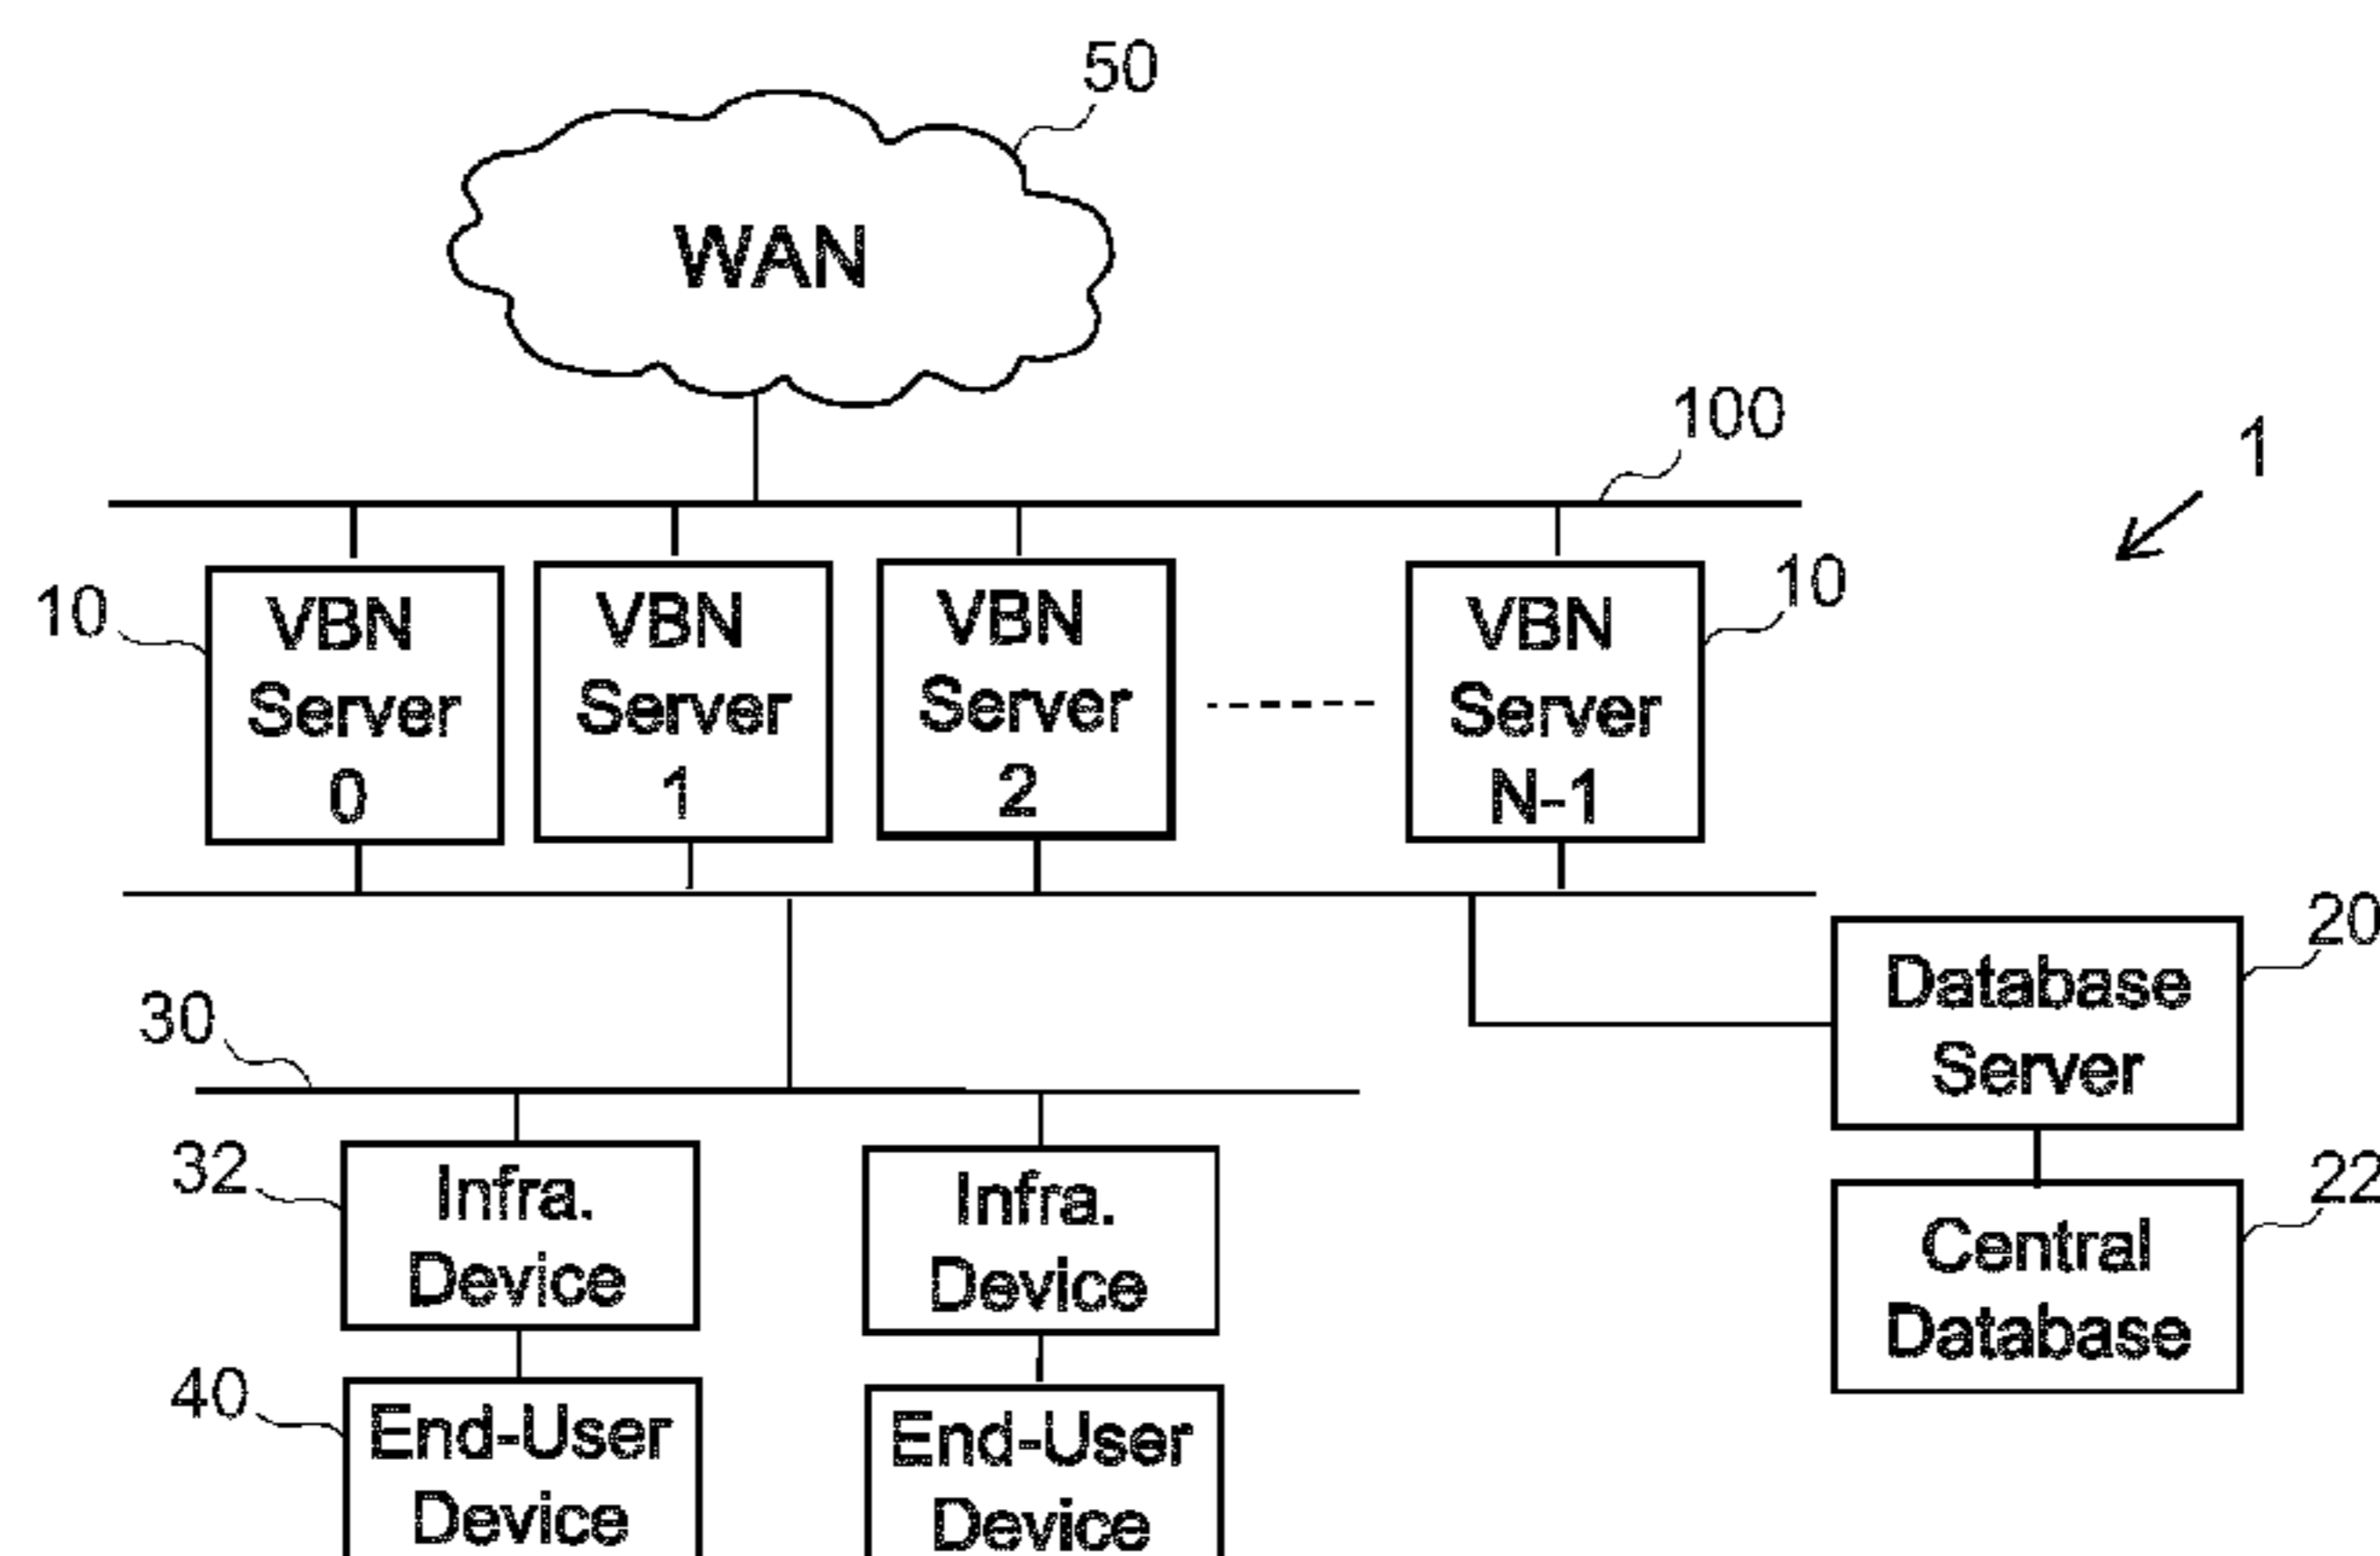 50
WAN
100
1
10
VBN
Server
0
VBN
Server
1
VBN
Server
2
VBN
Server
N-1
10
20
Database
Server
30
32
Infra.
Device
Infra.
Device
22
Central
Database
40
End-User
Device
End-User
Device